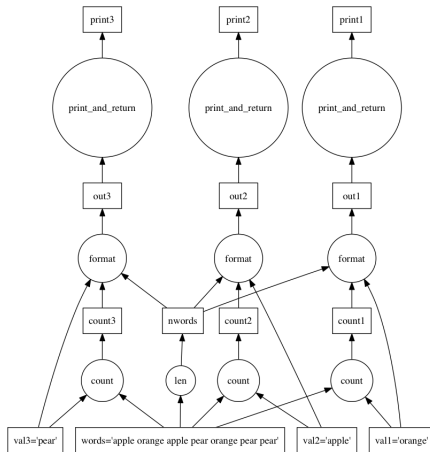 print3
print2
print1
print_and_return
print_and_return
print_and_return
out3
out2
out1
format
format
format
count3
nwords
count2
count1
count
len
count
count
val3='pear'
words='apple orange apple pear orange pear pear'
val2='apple'
val1='orange'